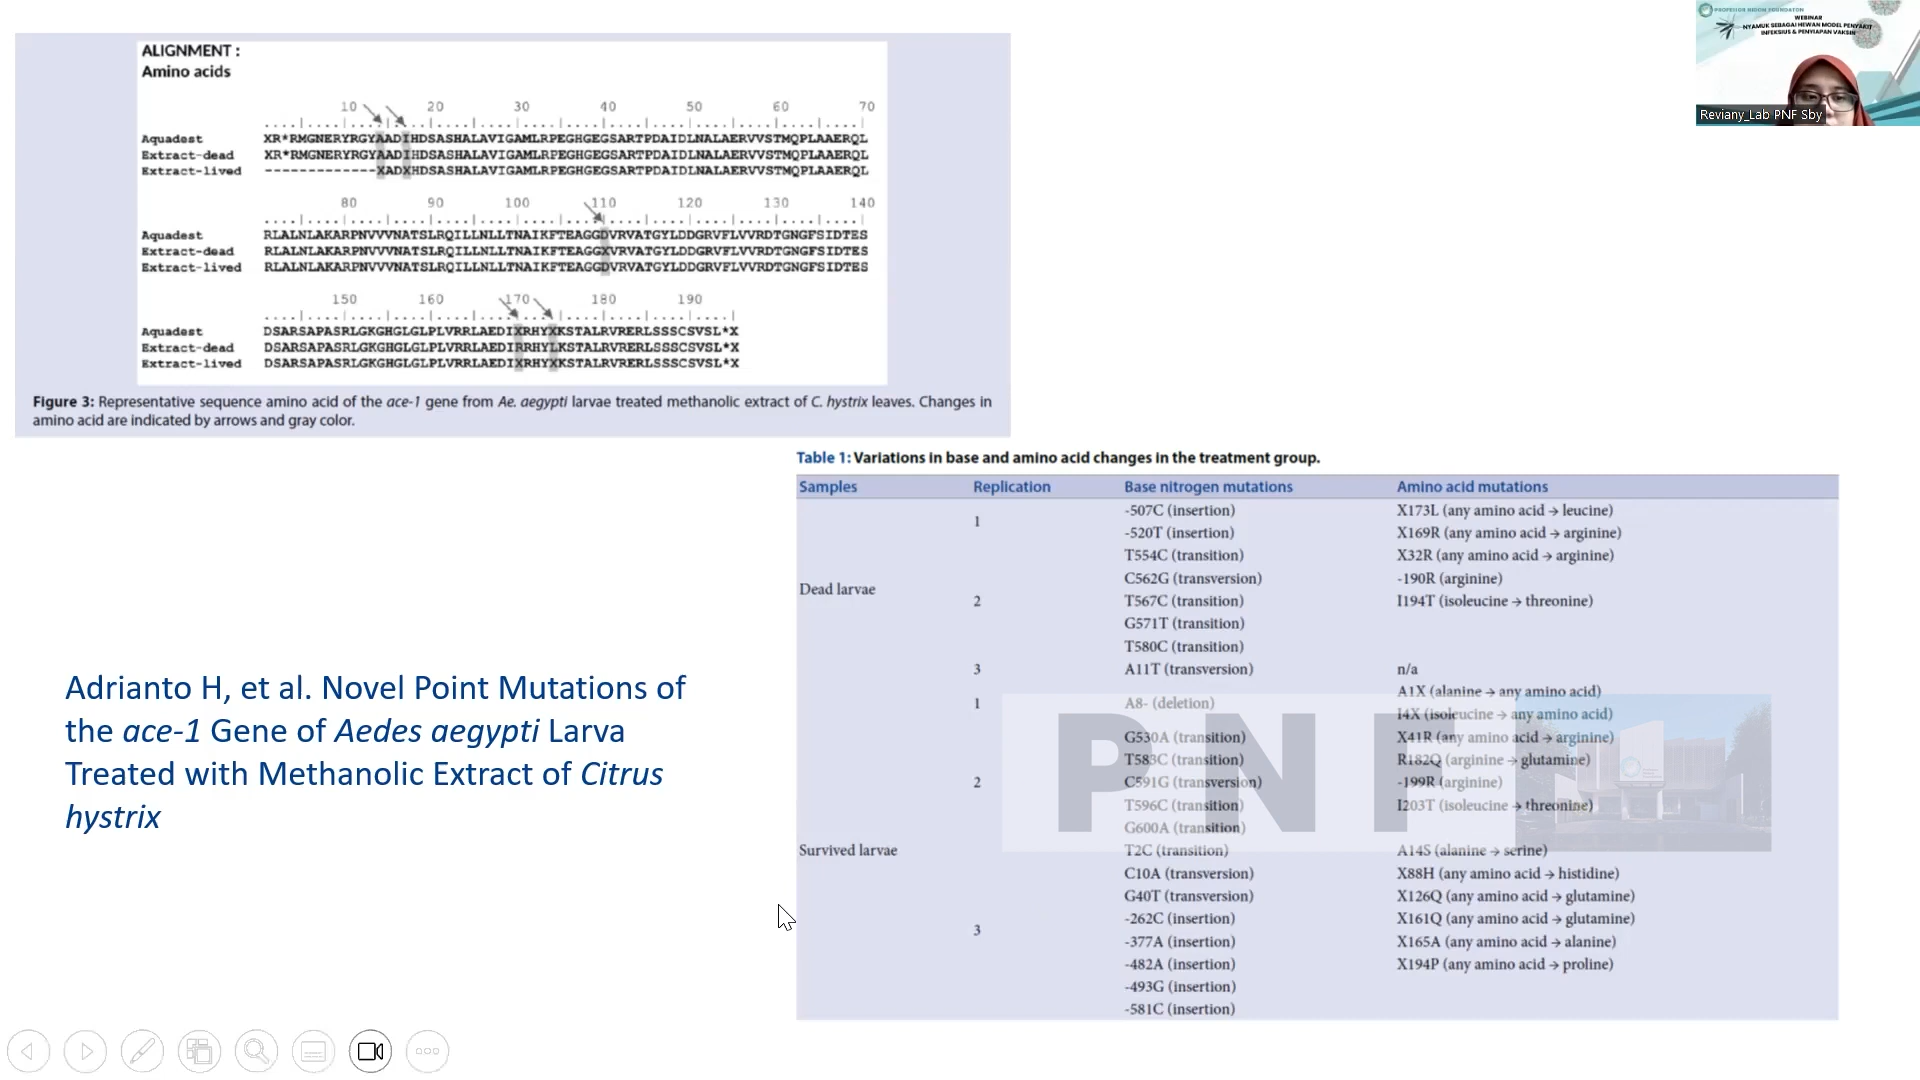 ALIGNMENT :
Amino acids
10 20 30 40 50 60 70
Aquadest XR*RMGNERYRGYAADIHDSASHALAVIGAMLRPEGHGEGSARTPDAIDLNALAERVVSTMQPLAAERQL
Extract-dead XR*RMGNERYRGYAADIHDSASHALAVIGAMLRPEGHGEGSARTPDAIDLNALAERVVSTMQPLAAERQL
Extract-lived -------------XADXHDSASHALAVIGAMLRPEGHGEGSARTPDAIDLNALAERVVSTMQPLAAERQL
80 90 100 110 120 130 140
Aquadest RLALNLAKARPNVVVNATSLRQILLNLLTNAIKFTEAGGDVRVATGYLDDGRVFLVVRDTGNGFSIDTES
Extract-dead RLALNLAKARPNVVVNATSLRQILLNLLTNAIKFTEAGGXVRVATGYLDDGRVFLVVRDTGNGFSIDTES
Extract-lived RLALNLAKARPNVVVNATSLRQILLNLLTNAIKFTEAGGDVRVATGYLDDGRVFLVVRDTGNGFSIDTES
150 160 170 180 190
Aquadest DSARSAPASRLGKGHGLGLPLVRRLAEDIXRHYXKSTALRVRERLSSSCSVSL*X
Extract-dead DSARSAPASRLGKGHGLGLPLVRRLAEDIRRHYLKSTALRVRERLSSSCSVSL*X
Extract-lived DSARSAPASRLGKGHGLGLPLVRRLAEDIXRHYXKSTALRVRERLSSSCSVSL*X
Figure 3: Representative sequence amino acid of the ace-1 gene from Ae. aegypti larvae treated methanolic extract of C. hystrix leaves. Changes in
amino acid are indicated by arrows and gray color.
PROFESSOR NIDOM FOUNDATION
WEBINAR
NYAMUK SEBAGAI HEWAN MODEL PENYAKIT
INFEKSIUS & PENYIAPAN VAKSIN
Reviany_Lab PNF Sby
Table 1: Variations in base and amino acid changes in the treatment group.
Samples Replication Base nitrogen mutations Amino acid mutations
Dead larvae
1
-507C (insertion) X173L (any amino acid → leucine)
-520T (insertion) X169R (any amino acid → arginine)
2
T554C (transition) X32R (any amino acid → arginine)
C562G (transversion) -190R (arginine)
T567C (transition) I194T (isoleucine → threonine)
G571T (transition)
T580C (transition)
3 A11T (transversion) n/a
Survived larvae
1 A8- (deletion) A1X (alanine → any amino acid)
I4X (isoleucine → any amino acid)
2
G530A (transition) X41R (any amino acid → arginine)
T583C (transition) R182Q (arginine → glutamine)
C591G (transversion) -199R (arginine)
T596C (transition) I203T (isoleucine → threonine)
G600A (transition)
3
T2C (transition) A14S (alanine → serine)
C10A (transversion) X88H (any amino acid → histidine)
G40T (transversion) X126Q (any amino acid → glutamine)
-262C (insertion) X161Q (any amino acid → glutamine)
-377A (insertion) X165A (any amino acid → alanine)
-482A (insertion) X194P (any amino acid → proline)
-493G (insertion)
-581C (insertion)
PNF
Adrianto H, et al. Novel Point Mutations of
the ace-1 Gene of Aedes aegypti Larva
Treated with Methanolic Extract of Citrus
hystrix